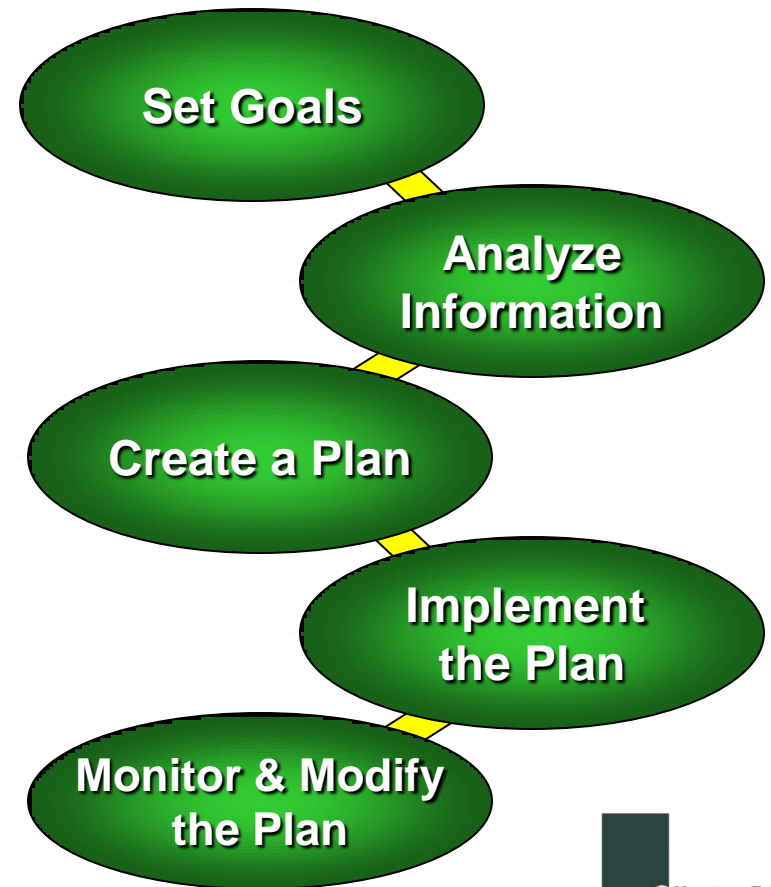 Set Goals
Analyze
Information
Create a Plan
Implement
the Plan
Monitor & Modify
the Plan